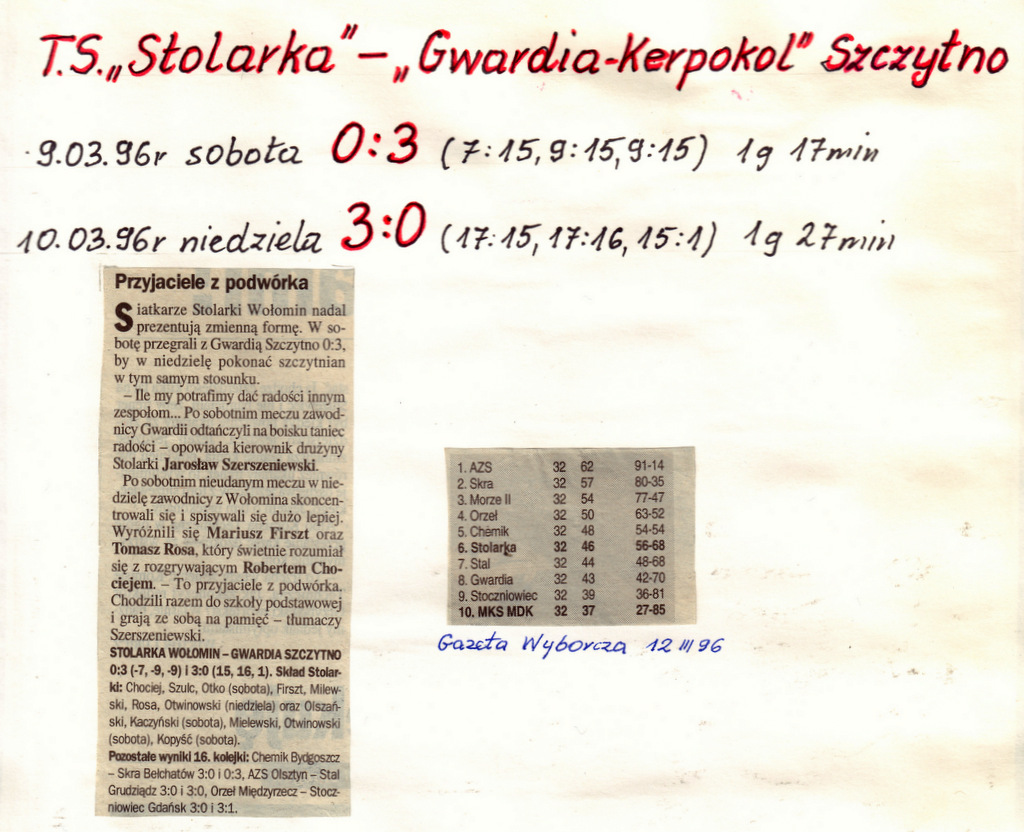 T.S. „Stolarka” – „Gwardia-Kerpokol” Szczytno
9.03.96r sobota 0:3 (7:15, 9:15, 9:15) 1g 17min
10.03.96r niedziela 3:0 (17:15, 17:16, 15:1) 1g 27min
Przyjaciele z podwórka
Siatkarze Stolarki Wołomin nadal
prezentują zmienną formę. W so-
botę przegrali z Gwardią Szczytno 0:3,
by w niedzielę pokonać szczytnian
w tym samym stosunku.
– Ile my potrafimy dać radości innym
zespołom... Po sobotnim meczu zawod-
nicy Gwardii odtańczyli na boisku taniec
radości – opowiada kierownik drużyny
Stolarki Jarosław Szerszeniewski.
Po sobotnim nieudanym meczu w nie-
dzielę zawodnicy z Wołomina skoncen-
trowali się i spisywali się dużo lepiej.
Wyróżnili się Mariusz Firszt oraz
Tomasz Rosa, który świetnie rozumiał
się z rozgrywającym Robertem Cho-
ciejem. – To przyjaciele z podwórka.
Chodzili razem do szkoły podstawowej
i grają ze sobą na pamięć – tłumaczy
Szerszeniewski.
STOLARKA WOŁOMIN – GWARDIA SZCZYTNO
0:3 (-7, -9, -9) i 3:0 (15, 16, 1). Skład Stolar-
ki: Chociej, Szulc, Otko (sobota), Firszt, Milew-
ski, Rosa, Otwinowski (niedziela) oraz Olszań-
ski, Kaczyński (sobota), Mielewski, Otwinowski
(sobota), Kopyść (sobota).
Pozostałe wyniki 16. kolejki: Chemik Bydgoszcz
– Skra Bełchatów 3:0 i 0:3, AZS Olsztyn – Stal
Grudziądz 3:0 i 3:0, Orzeł Międzyrzecz – Stocz-
niowiec Gdańsk 3:0 i 3:1.
1. AZS 32 62 91-14
2. Skra 32 57 80-35
3. Morze II 32 54 77-47
4. Orzeł 32 50 63-52
5. Chemik 32 48 54-54
6. Stolarka 32 46 56-68
7. Stal 32 44 48-68
8. Gwardia 32 43 42-70
9. Stoczniowiec 32 39 36-81
10. MKS MDK 32 37 27-85
Gazeta Wyborcza 12 III 96